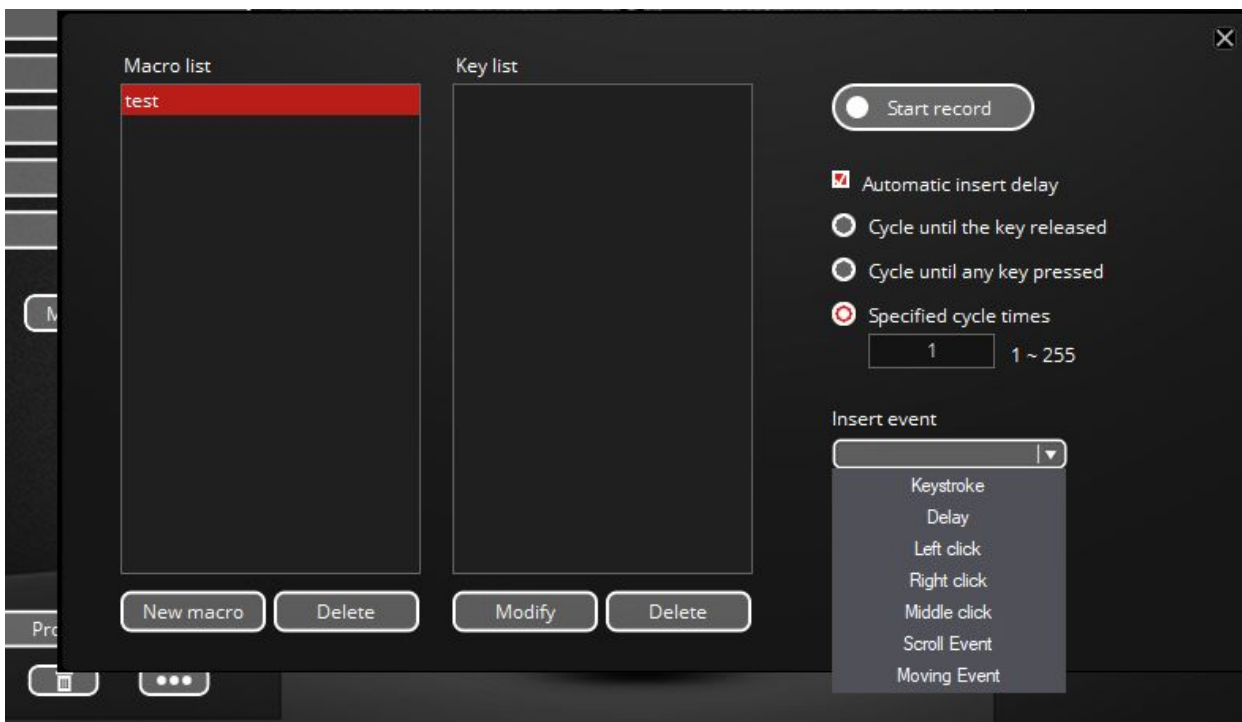 Macro list
test
New macro
Delete
Key list
Modify
Delete
Start record
Automatic insert delay
Cycle until the key released
Cycle until any key pressed
Specified cycle times
1
1 ~ 255
Insert event
Keystroke
Delay
Left click
Right click
Middle click
Scroll Event
Moving Event